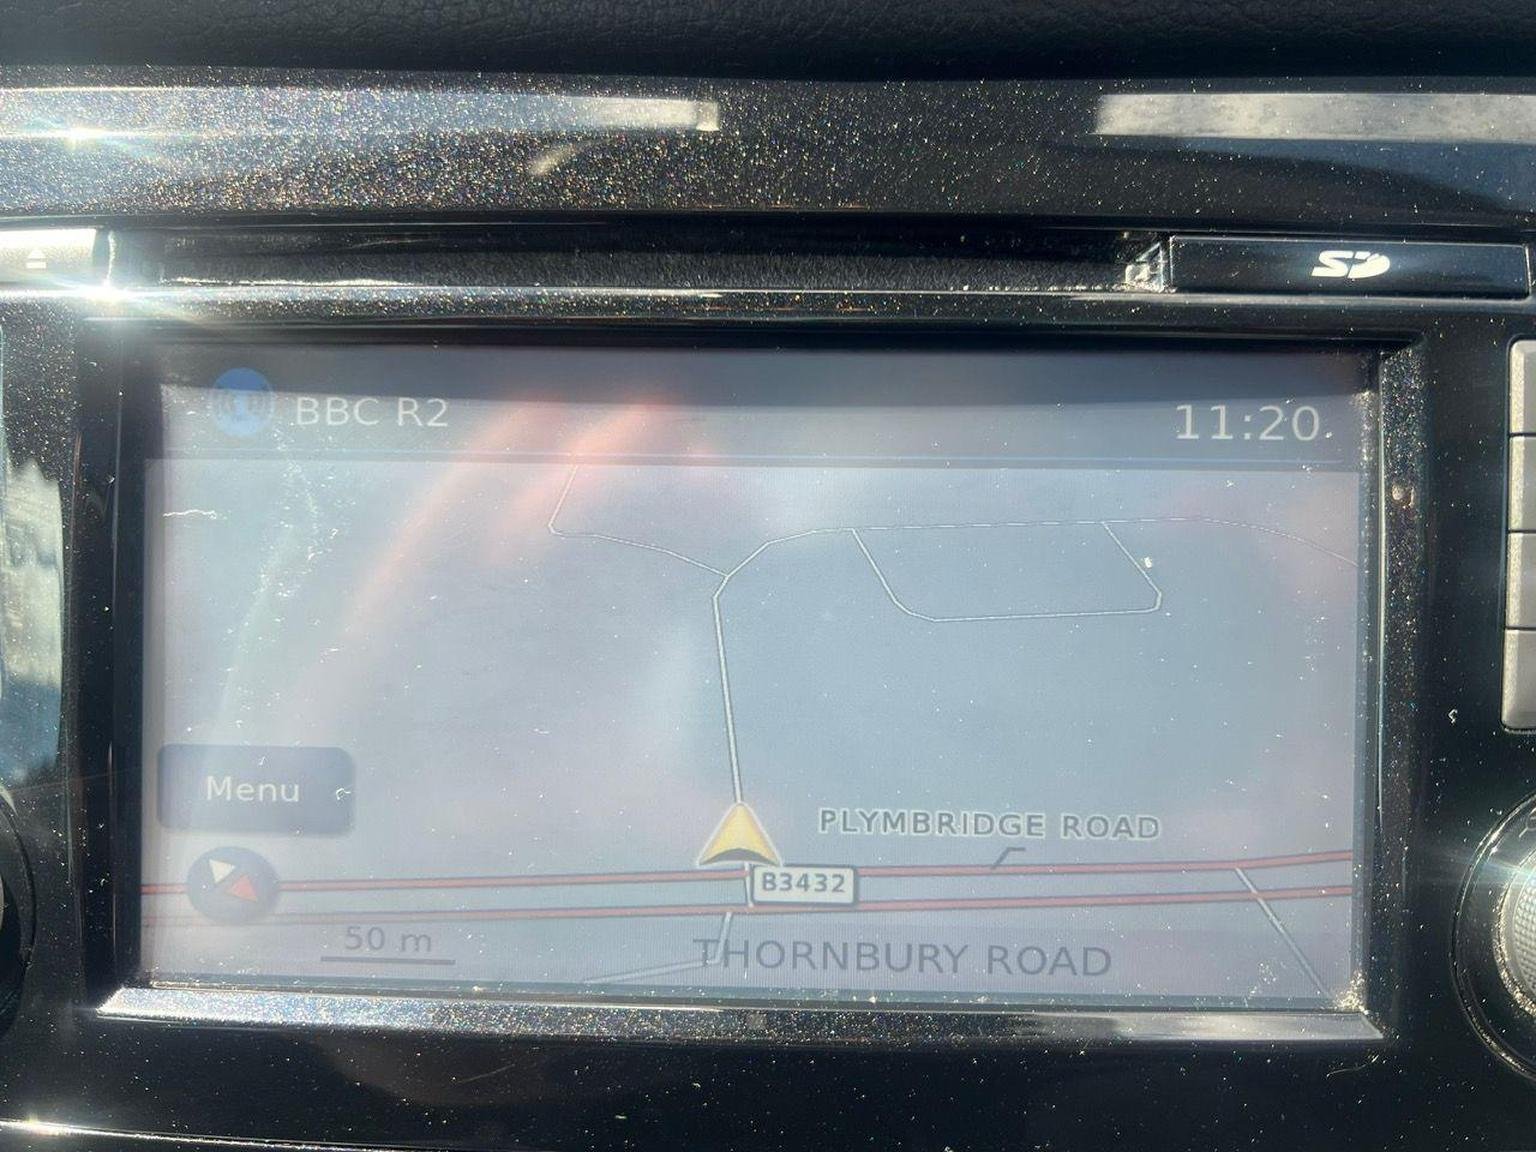 SD
BBC R2
11:20
Menu
PLYMBRIDGE ROAD
B3432
50 m
THORNBURY ROAD